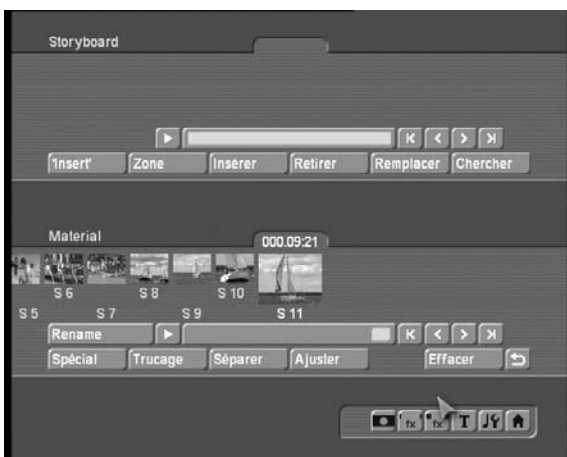 Storyboard
'Insert' Zone Insérer Retirer Remplacer Chercher
Material 000.09:21
S 6 S 8 S 10
S 5 S 7 S 9 S 11
Rename
Spécial Trucage Séparer Ajuster Effacer
fx fx T